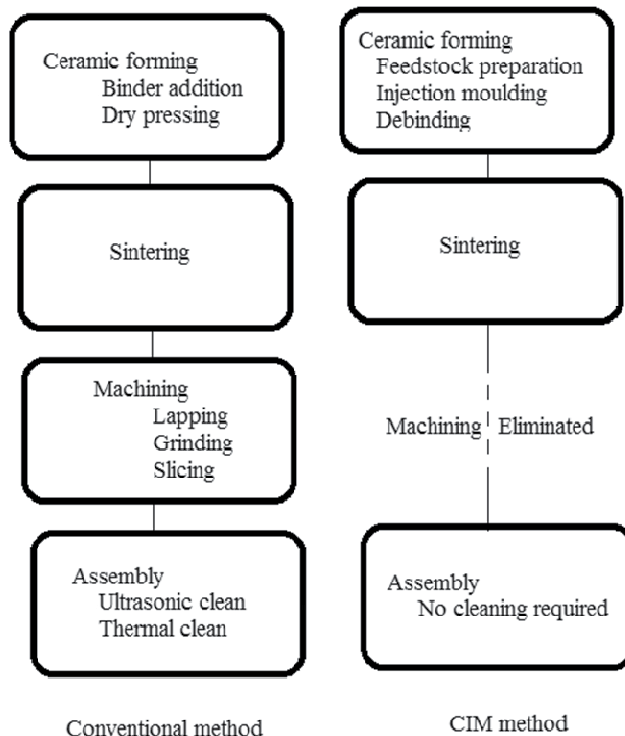 Ceramic forming
Binder addition
Dry pressing
Sintering
Machining
Lapping
Grinding
Slicing
Assembly
Ultrasonic clean
Thermal clean
Conventional method
Ceramic forming
Feedstock preparation
Injection moulding
Debinding
Sintering
Machining Eliminated
Assembly
No cleaning required
CIM method